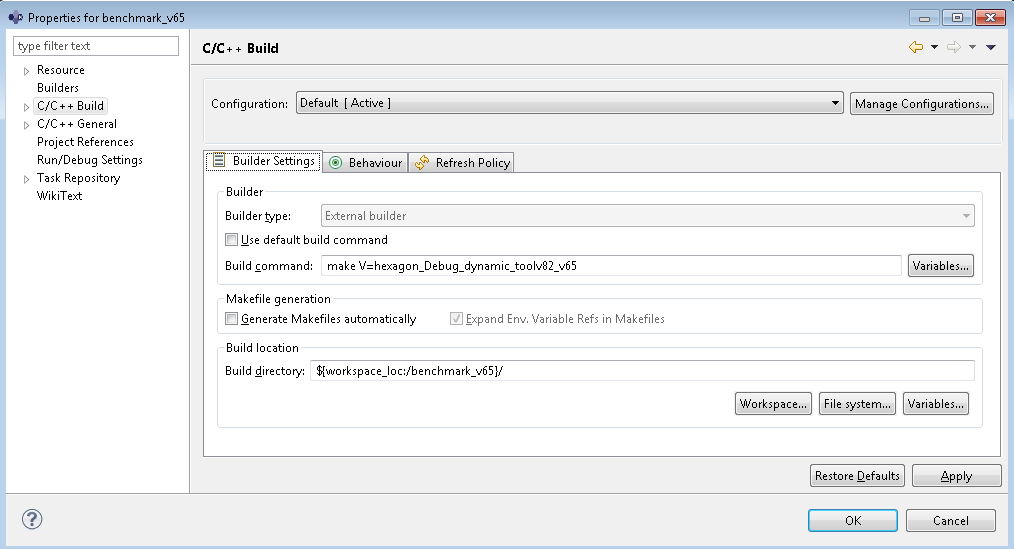 Properties for benchmark_v65
type filter text
Resource
Builders
C/C++ Build
C/C++ General
Project References
Run/Debug Settings
Task Repository
WikiText
C/C++ Build
Configuration: Default [ Active ] Manage Configurations...
Builder Settings Behaviour Refresh Policy
Builder
Builder type: External builder
Use default build command
Build command: make V=hexagon_Debug_dynamic_toolv82_v65 Variables...
Makefile generation
Generate Makefiles automatically Expand Env. Variable Refs in Makefiles
Build location
Build directory: ${workspace_loc:/benchmark_v65}/
Workspace... File system... Variables...
Restore Defaults Apply
? OK Cancel